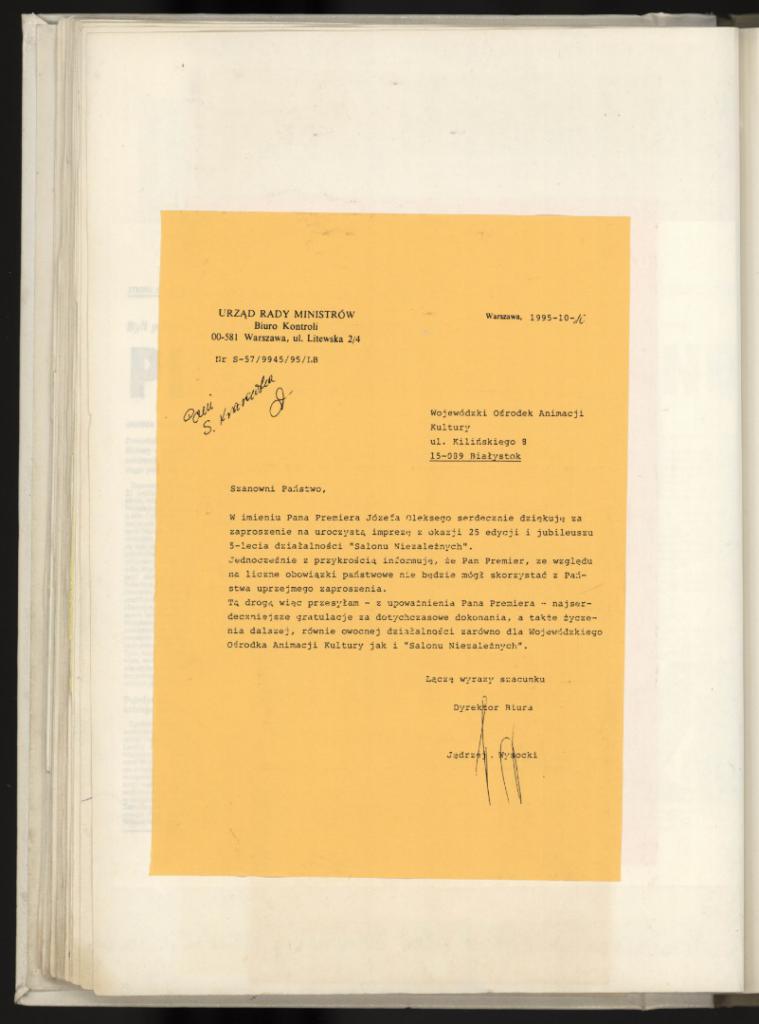 URZĄD RADY MINISTRÓW
Biuro Kontroli
00-581 Warszawa, ul. Litewska 2/4
Nr S-57/9945/95/LB
Warszawa, 1995-10-
Pani
S.
Wojewódzki Ośrodek Animacji
Kultury
ul. Kilińskiego 8
15-089 Białystok
Szanowni Państwo,
W imieniu Pana Premiera Józefa Oleksego serdecznie dziękuję za
zaproszenie na uroczystą imprezę z okazji 25 edycji i jubileuszu
5-lecia działalności "Salonu Niezależnych".
Jednocześnie z przykrością informuję, że Pan Premier, ze względu
na liczne obowiązki państwowe nie będzie mógł skorzystać z Pań-
stwa uprzejmego zaproszenia.
Tą drogą więc przesyłam - z upoważnienia Pana Premiera - najser-
deczniejsze gratulacje za dotychczasowe dokonania, a także życze-
nia dalszej, równie owocnej działalności zarówno dla Wojewódzkiego
Ośrodka Animacji Kultury jak i "Salonu Niezależnych".
Łączę wyrazy szacunku
Dyrektor Biura
Jędrzej Wysocki